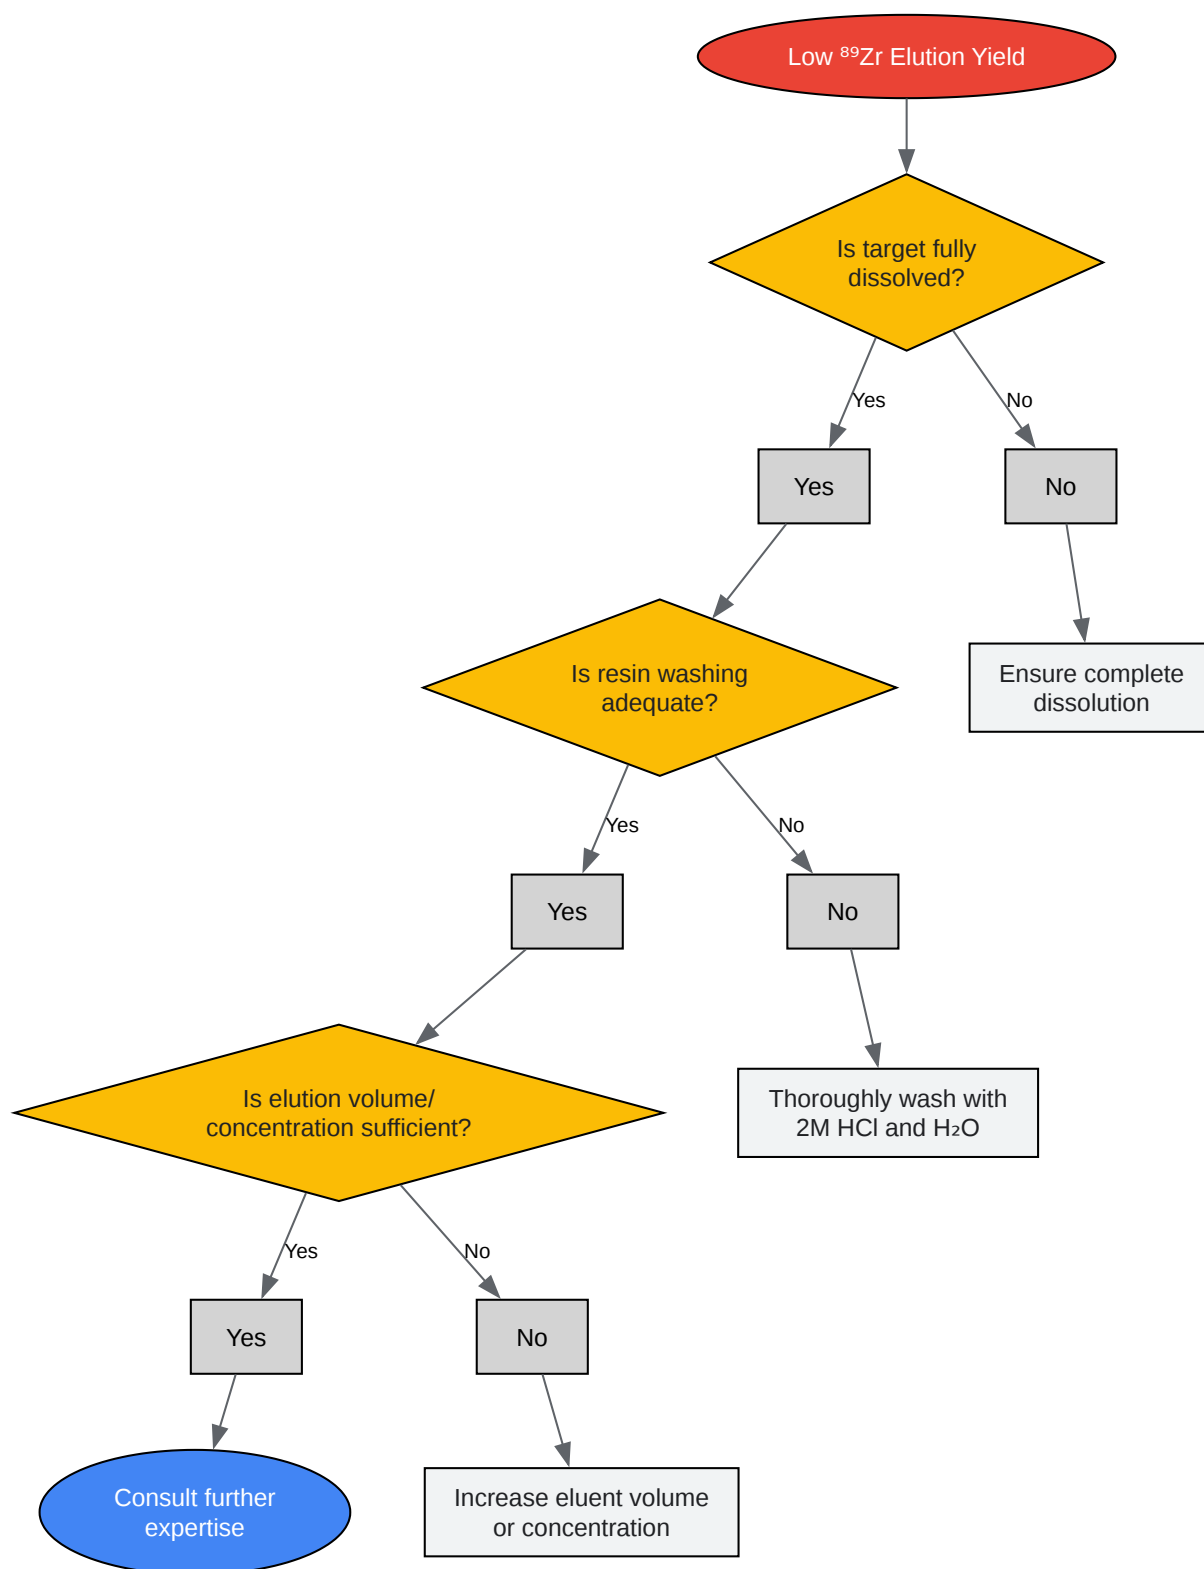 Low ⁸⁹Zr Elution Yield
Is target fully
dissolved?
Yes
No
Yes
No
Ensure complete
dissolution
Is resin washing
adequate?
Yes
No
Yes
No
Thoroughly wash with
2M HCl and H₂O
Is elution volume/
concentration sufficient?
Yes
No
Yes
No
Consult further
expertise
Increase eluent volume
or concentration